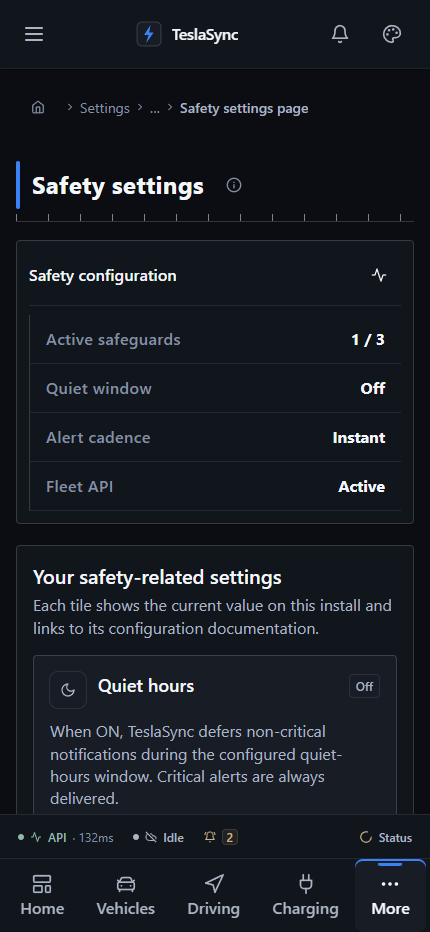 TeslaSync
Settings ... Safety settings page
Safety settings
Safety configuration
Active safeguards 1 / 3
Quiet window Off
Alert cadence Instant
Fleet API Active
Your safety-related settings
Each tile shows the current value on this install and
links to its configuration documentation.
Quiet hours Off
When ON, TeslaSync defers non-critical
notifications during the configured quiet-
hours window. Critical alerts are always
delivered.
API · 132ms Idle 2 Status
Home Vehicles Driving Charging More